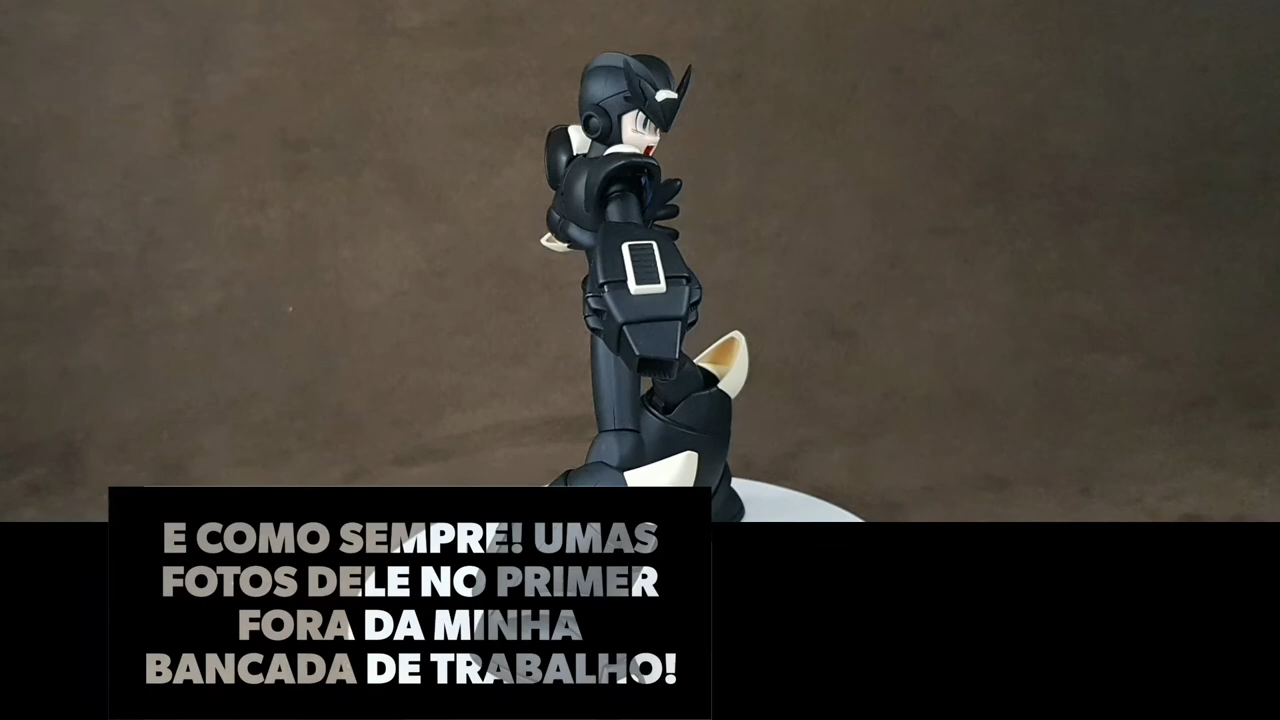 E COMO SEMPRE! UMAS
FOTOS DELE NO PRIMER
FORA DA MINHA
BANCADA DE TRABALHO!